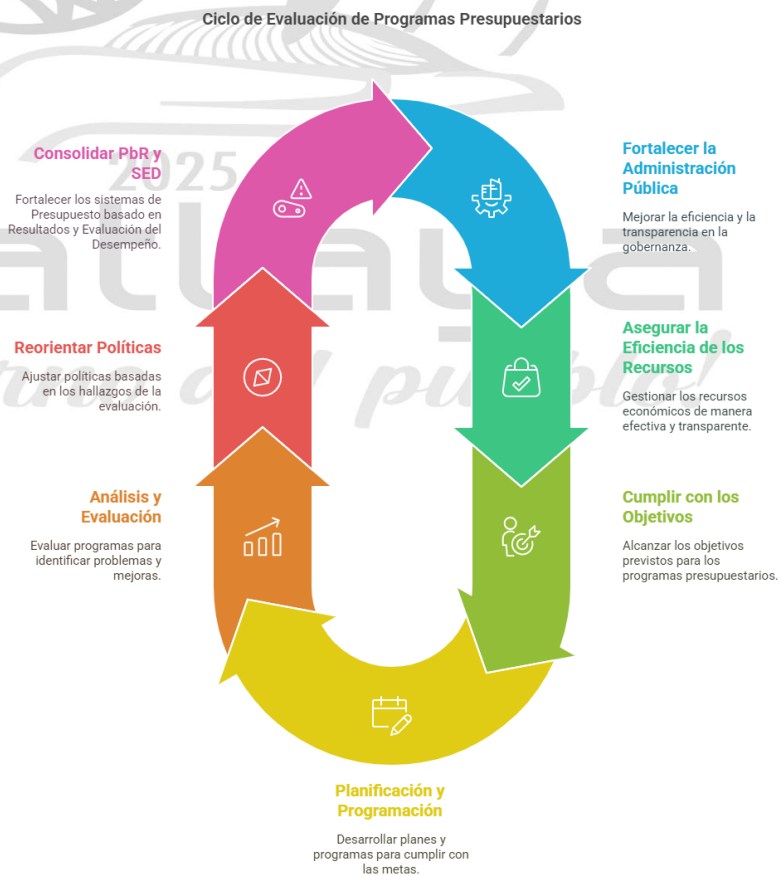 Ciclo de Evaluación de Programas Presupuestarios
Fortalecer la
Administración
Pública
Mejorar la eficiencia y la
transparencia en la
gobernanza.
Asegurar la
Eficiencia de los
Recursos
Gestionar los recursos
económicos de manera
efectiva y transparente.
Cumplir con los
Objetivos
Alcanzar los objetivos
previstos para los
programas presupuestarios.
Planificación y
Programación
Desarrollar planes y
programas para cumplir con
las metas.
Análisis y
Evaluación
Evaluar programas para
identificar problemas y
mejoras.
Reorientar Políticas
Ajustar políticas basadas
en los hallazgos de la
evaluación.
Consolidar PbR y
SED
Fortalecer los sistemas de
Presupuesto basado en
Resultados y Evaluación del
Desempeño.
2025